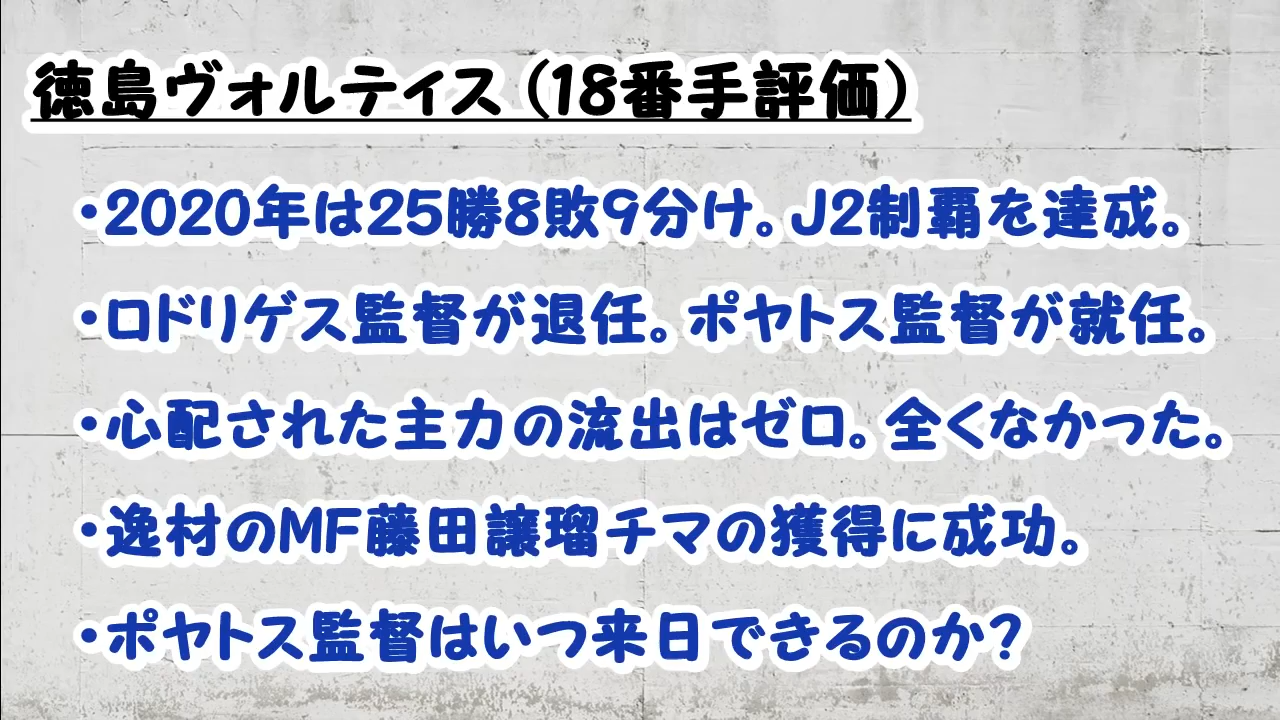 徳島ヴォルティス（18番手評価）
・2020年は25勝8敗9分け。J2制覇を達成。
・ロドリゲス監督が退任。ポヤトス監督が就任。
・心配された主力の流出はゼロ。全くなかった。
・逸材のMF藤田譲瑠チマの獲得に成功。
・ポヤトス監督はいつ来日できるのか？